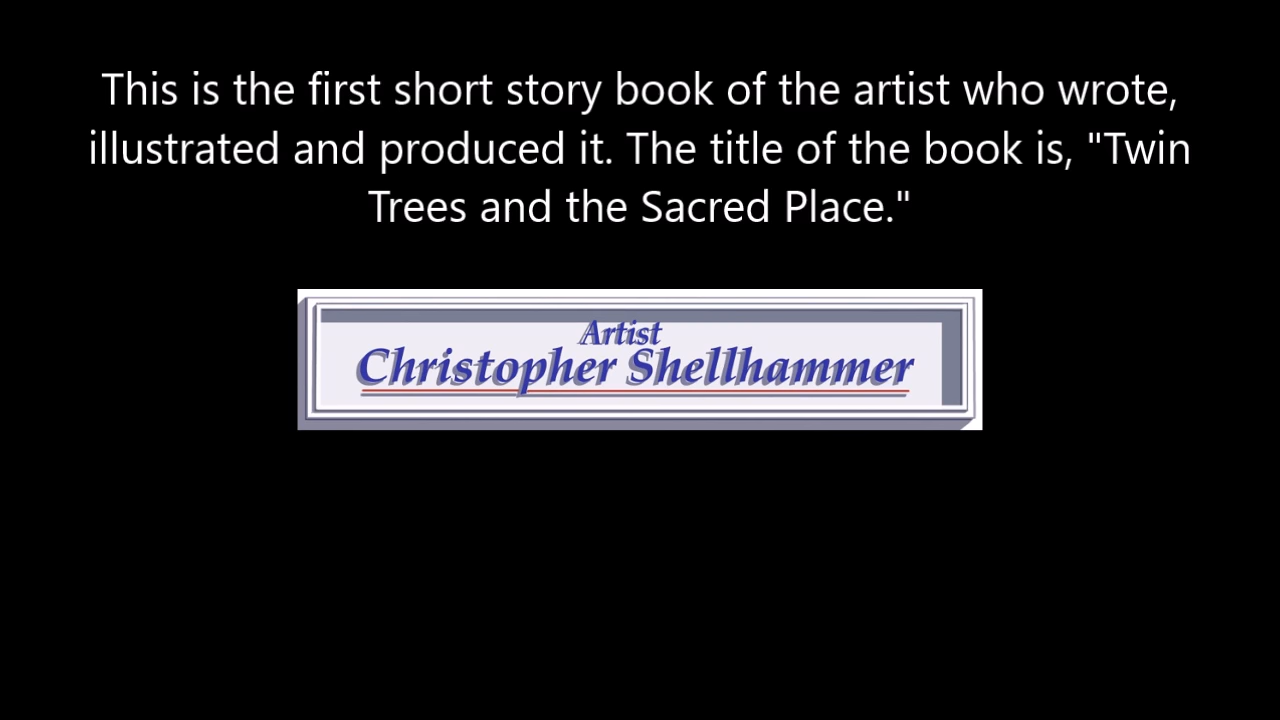 This is the first short story book of the artist who wrote,
illustrated and produced it. The title of the book is, "Twin
Trees and the Sacred Place."
Artist
Christopher Shellhammer